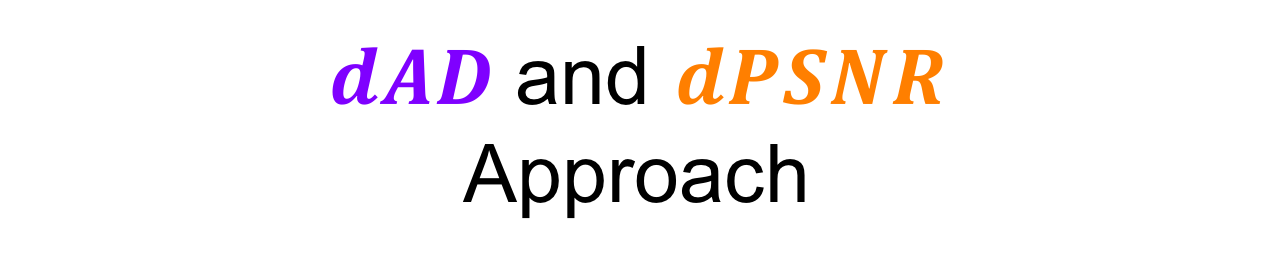 dAD and dPSNR
Approach